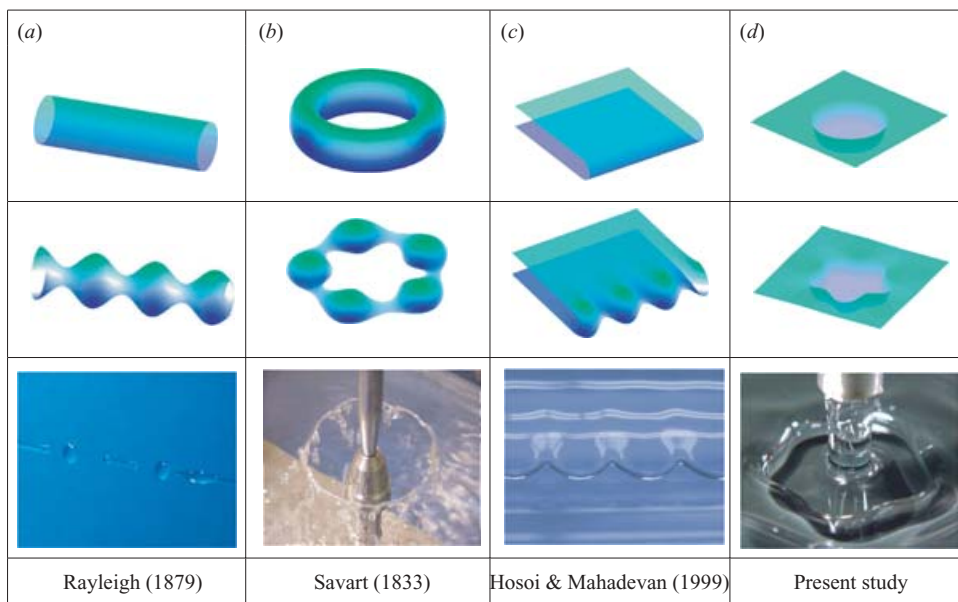 (a)
(b)
(c)
(d)
Rayleigh (1879)
Savart (1833)
Hosoi & Mahadevan (1999)
Present study